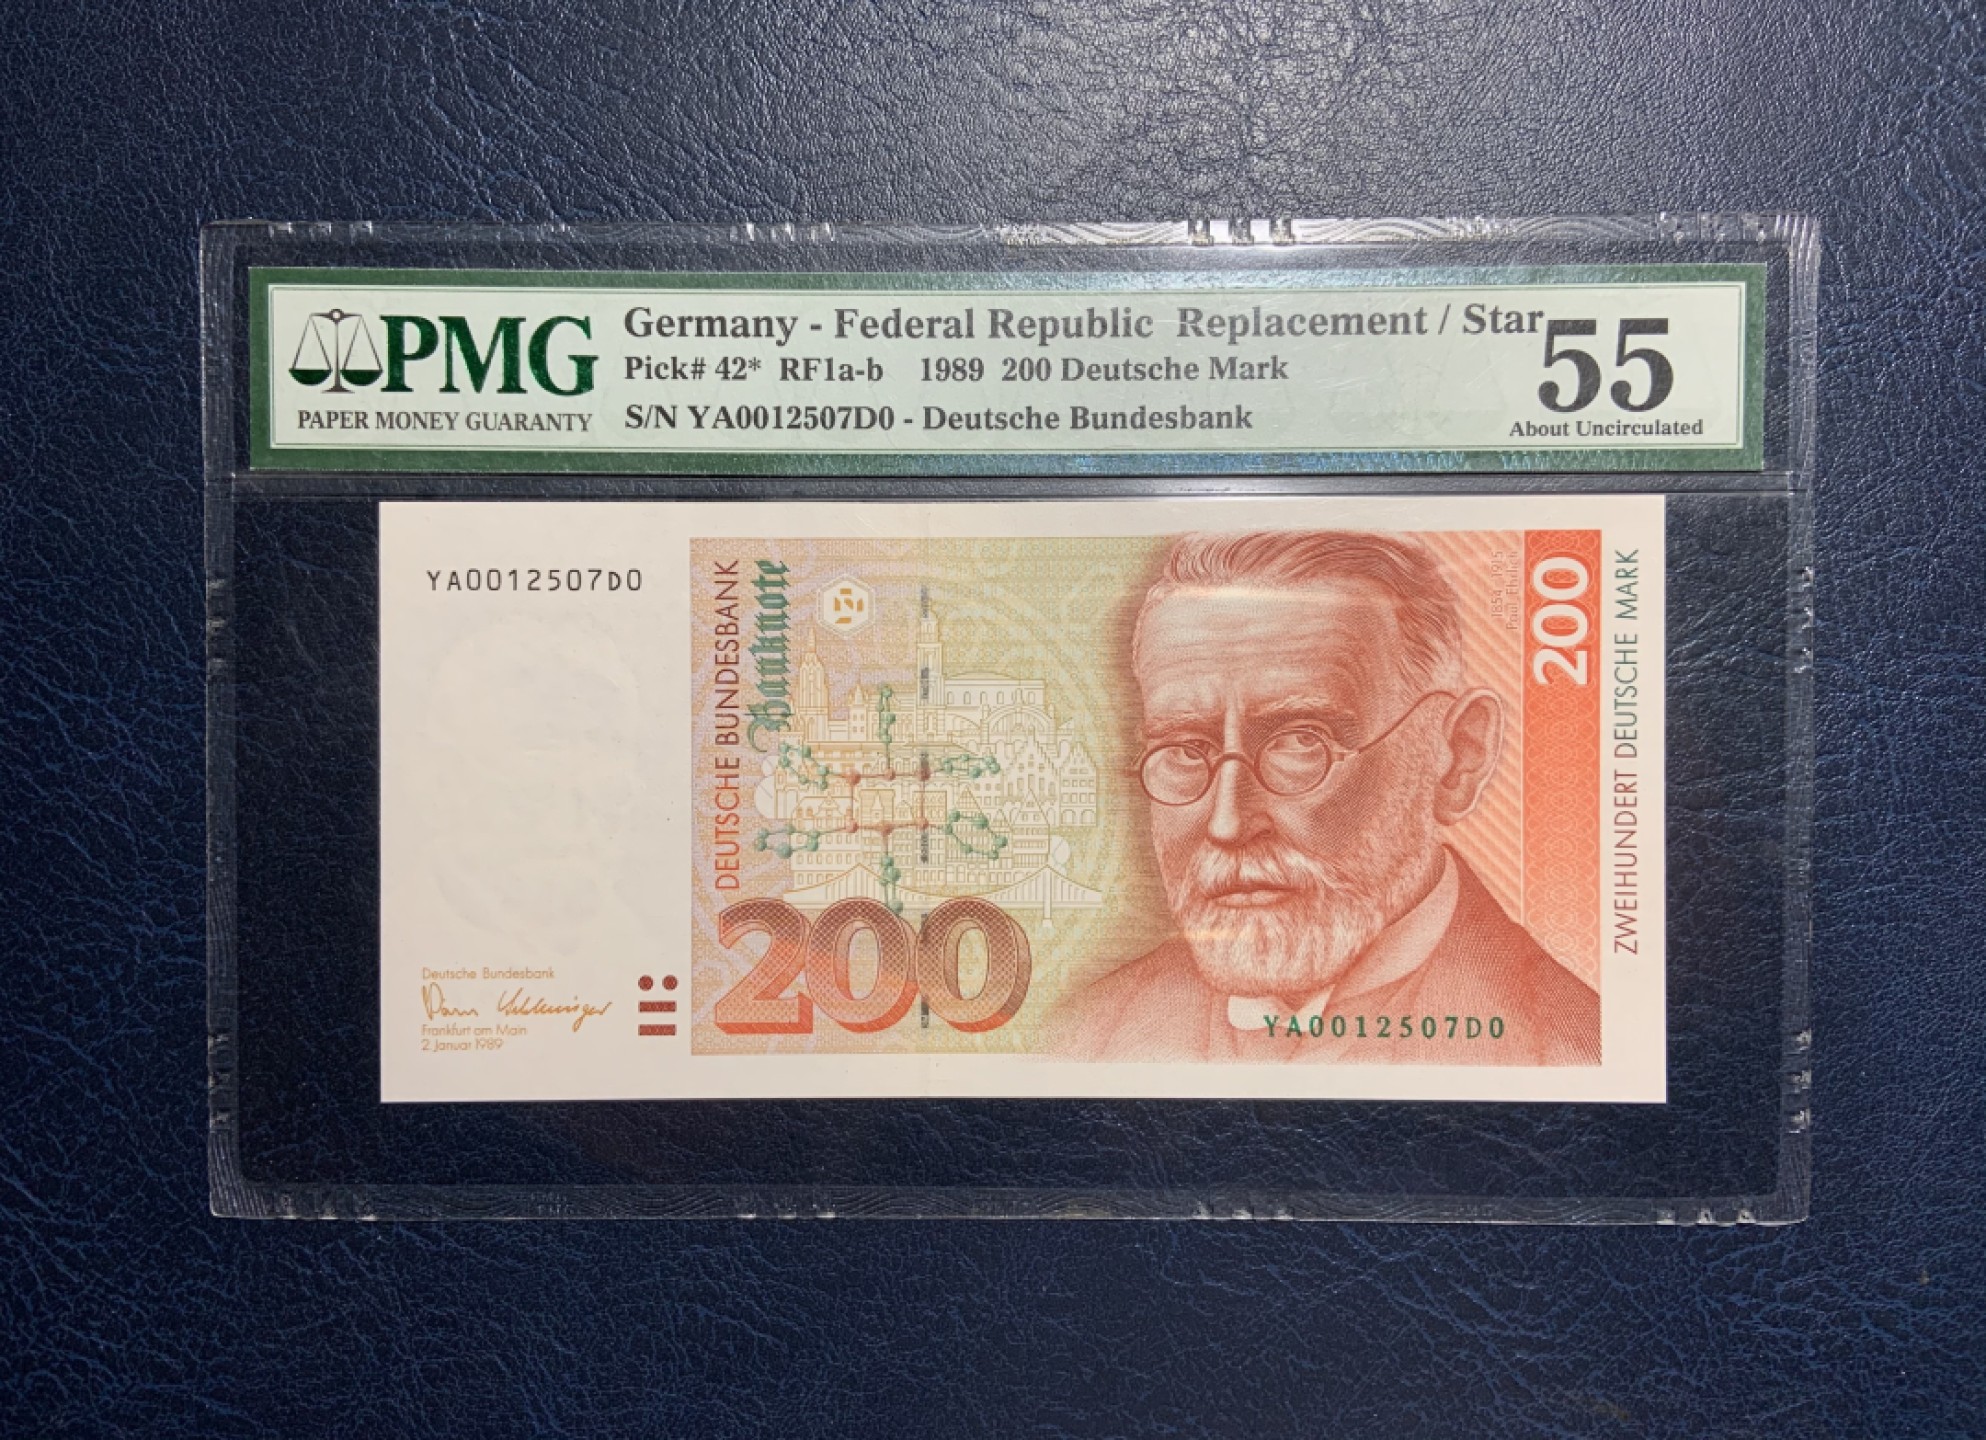 PMG
PAPER MONEY GUARANTY
Germany - Federal Republic Replacement / Star
Pick# 42* RF1a-b 1989 200 Deutsche Mark
S/N YA0012507D0 - Deutsche Bundesbank
55
About Uncirculated
YA0012507D0
DEUTSCHE BUNDESBANK
Banknote
1854-1915
Paul Ehrlich
200
ZWEIHUNDERT DEUTSCHE MARK
Deutsche Bundesbank
Frankfurt am Main
2. Januar 1989
200
YA0012507D0